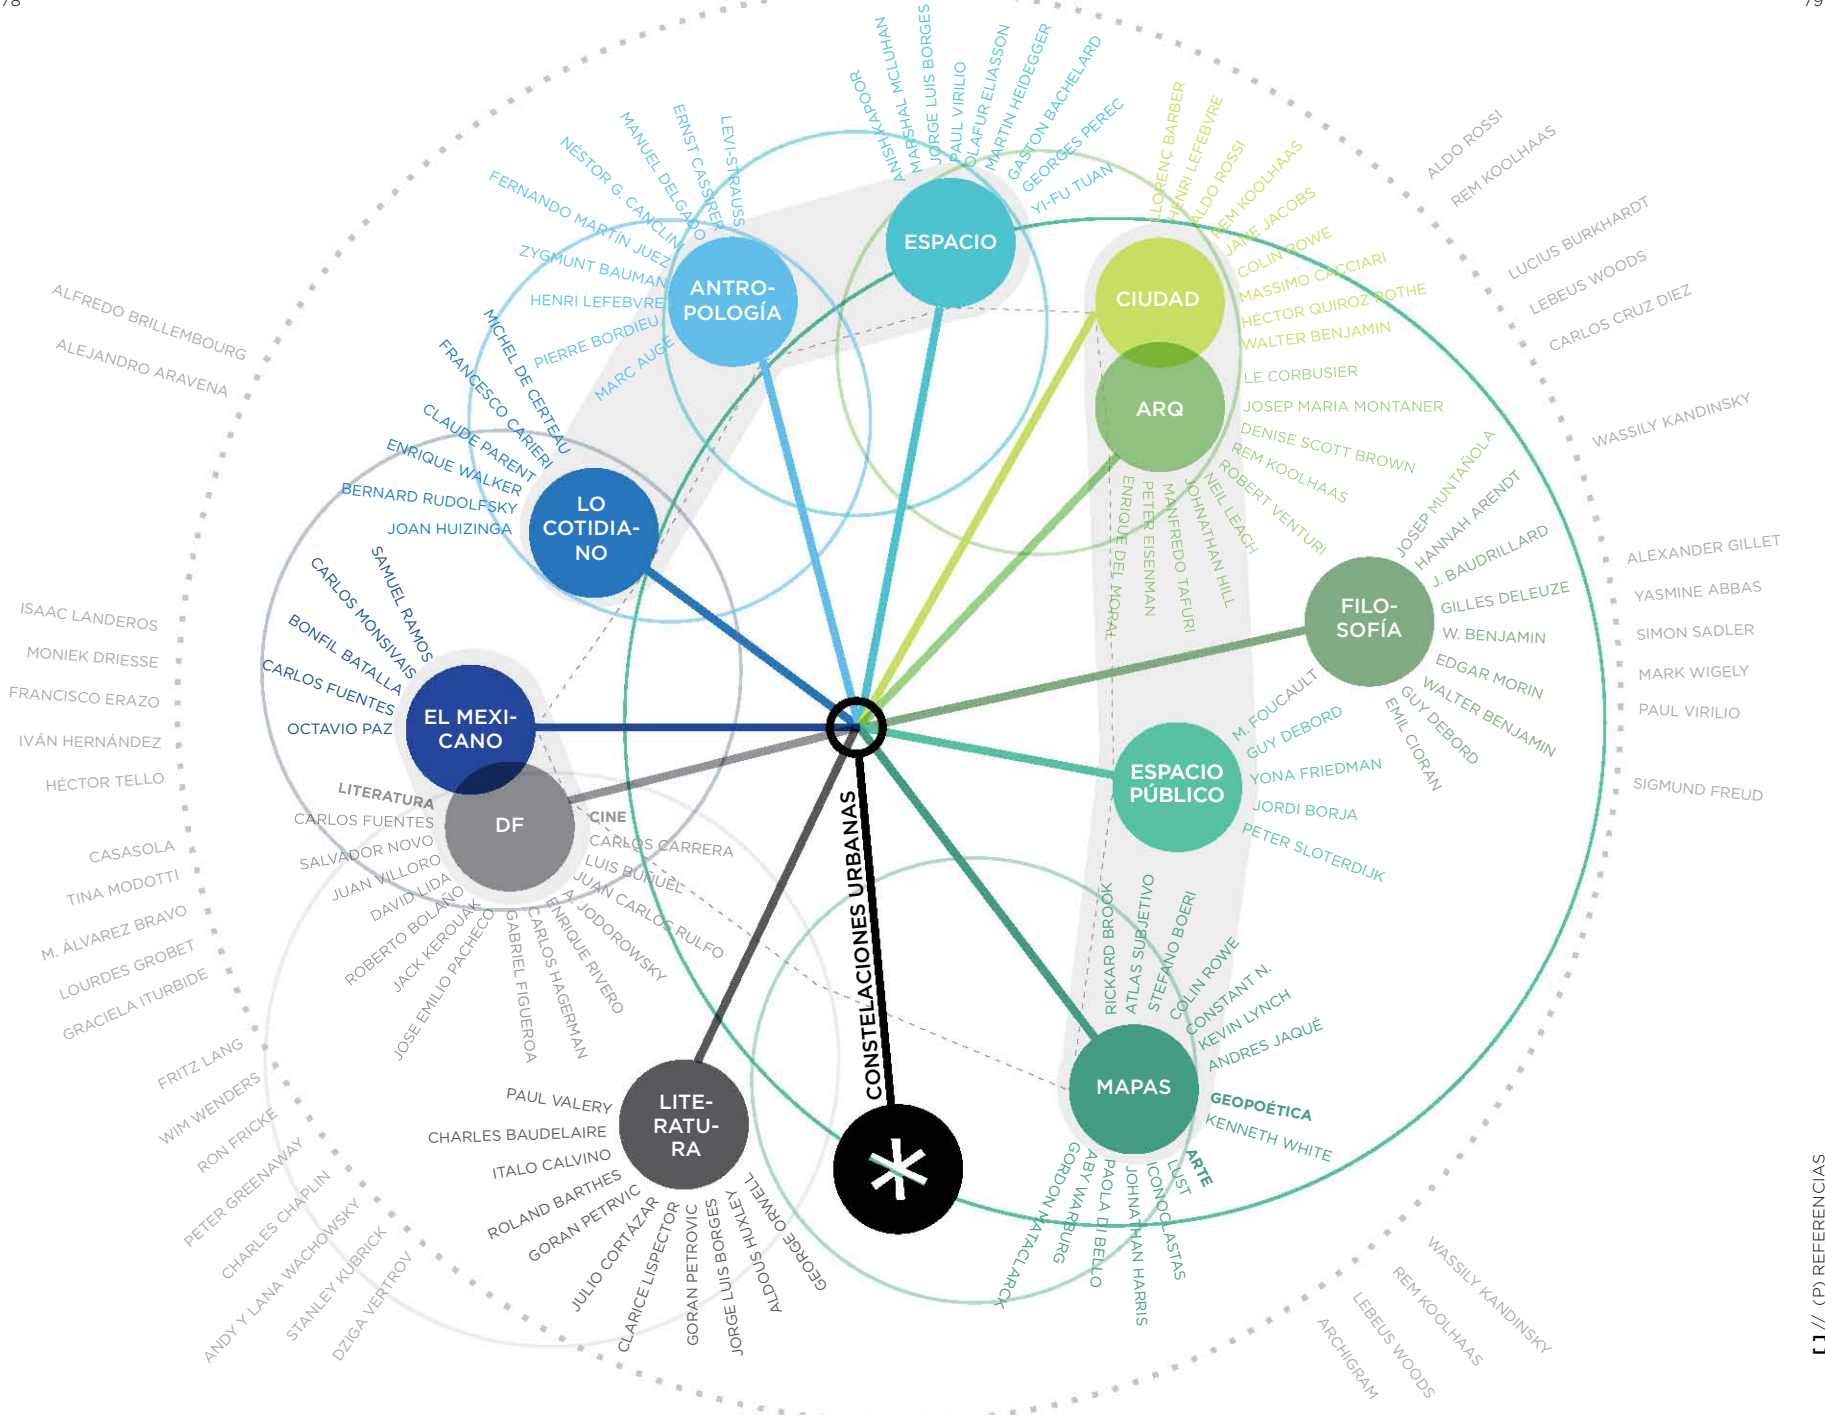 78
79
ESPACIO
ANISH KAPOOR
MARSHAL MCLUHAN
JORGE LUIS BORGES
PAUL VIRILIO
OLAFUR ELIASSON
MARTIN HEIDEGGER
GASTON BACHELARD
GEORGES PEREC
YI-FU TUAN
ANTRO-
POLOGÍA
LEVI-STRAUSS
ERNST CASSIRER
MANUEL DELGADO
NÉSTOR G. CANCLINI
FERNANDO MARTÍN JUEZ
ZYGMUNT BAUMAN
HENRI LEFEBVRE
PIERRE BORDIEU
MARC AUGÉ
CIUDAD
LLORENÇ BARBER
HENRI LEFEBVRE
ALDO ROSSI
REM KOOLHAAS
JANE JACOBS
COLIN ROWE
MASSIMO CACCIARI
HÉCTOR QUIROZ ROTHE
WALTER BENJAMIN
ARQ
LE CORBUSIER
JOSEP MARIA MONTANER
DENISE SCOTT BROWN
REM KOOLHAAS
ROBERT VENTURI
NEIL LEACH
JOHNATHAN HILL
MANFREDO TAFURI
PETER EISENMAN
ENRIQUE DEL MORAL
LO
COTIDIA-
NO
MICHEL DE CERTEAU
FRANCESCO CARIERI
CLAUDE PARENT
ENRIQUE WALKER
BERNARD RUDOLFSKY
JOAN HUIZINGA
FILO-
SOFÍA
JOSEP MUNTAÑOLA
HANNAH ARENDT
J. BAUDRILLARD
GILLES DELEUZE
W. BENJAMIN
EDGAR MORIN
WALTER BENJAMIN
GUY DEBORD
EMIL CIORAN
EL MEXI-
CANO
SAMUEL RAMOS
CARLOS MONSIVAIS
BONFIL BATALLA
CARLOS FUENTES
OCTAVIO PAZ
ESPACIO
PÚBLICO
M. FOUCAULT
GUY DEBORD
YONA FRIEDMAN
JORDI BORJA
PETER SLOTERDIJK
DF
LITERATURA
CARLOS FUENTES
SALVADOR NOVO
JUAN VILLORO
DAVID LIDA
ROBERTO BOLAÑO
JACK KEROUAK
JOSE EMILIO PACHECO
CINE
CARLOS CARRERA
LUIS BUÑUEL
JUAN CARLOS RULFO
A. JODOROWSKY
ENRIQUE RIVERO
CARLOS HAGERMAN
GABRIEL FIGUEROA
CONSTELACIONES URBANAS
MAPAS
RICKARD BROOK
ATLAS SUBJETIVO
STEFANO BOERI
COLIN ROWE
CONSTANT N.
KEVIN LYNCH
ANDRES JAQUÉ
GEOPOÉTICA
KENNETH WHITE
ARTE
LUST
ICONOCLASTAS
JOHNATHAN HARRIS
PAOLA DI BELLO
ABY WARBURG
GORDON MATACLARCK
LITE-
RATU-
RA
PAUL VALERY
CHARLES BAUDELAIRE
ITALO CALVINO
ROLAND BARTHES
GORAN PETRVIC
JULIO CORTÁZAR
CLARICE LISPECTOR
GORAN PETROVIC
JORGE LUIS BORGES
ALDOUS HUXLEY
GEORGE ORWELL
ALFREDO BRILLEMBOURG
ALEJANDRO ARAVENA
ISAAC LANDEROS
MONIEK DRIESSE
FRANCISCO ERAZO
IVÁN HERNÁNDEZ
HÉCTOR TELLO
CASASOLA
TINA MODOTTI
M. ÁLVAREZ BRAVO
LOURDES GROBET
GRACIELA ITURBIDE
FRITZ LANG
WIM WENDERS
RON FRICKE
PETER GREENAWAY
CHARLES CHAPLIN
ANDY Y LANA WACHOWSKY
STANLEY KUBRICK
DZIGA VERTROV
ALDO ROSSI
REM KOOLHAAS
LUCIUS BURKHARDT
LEBEUS WOODS
CARLOS CRUZ DIEZ
WASSILY KANDINSKY
ALEXANDER GILLET
YASMINE ABBAS
SIMON SADLER
MARK WIGELY
PAUL VIRILIO
SIGMUND FREUD
WASSILY KANDINSKY
REM KOOLHAAS
LEBEUS WOODS
ARCHIGRAM
[ ] // (P) REFERENCIAS